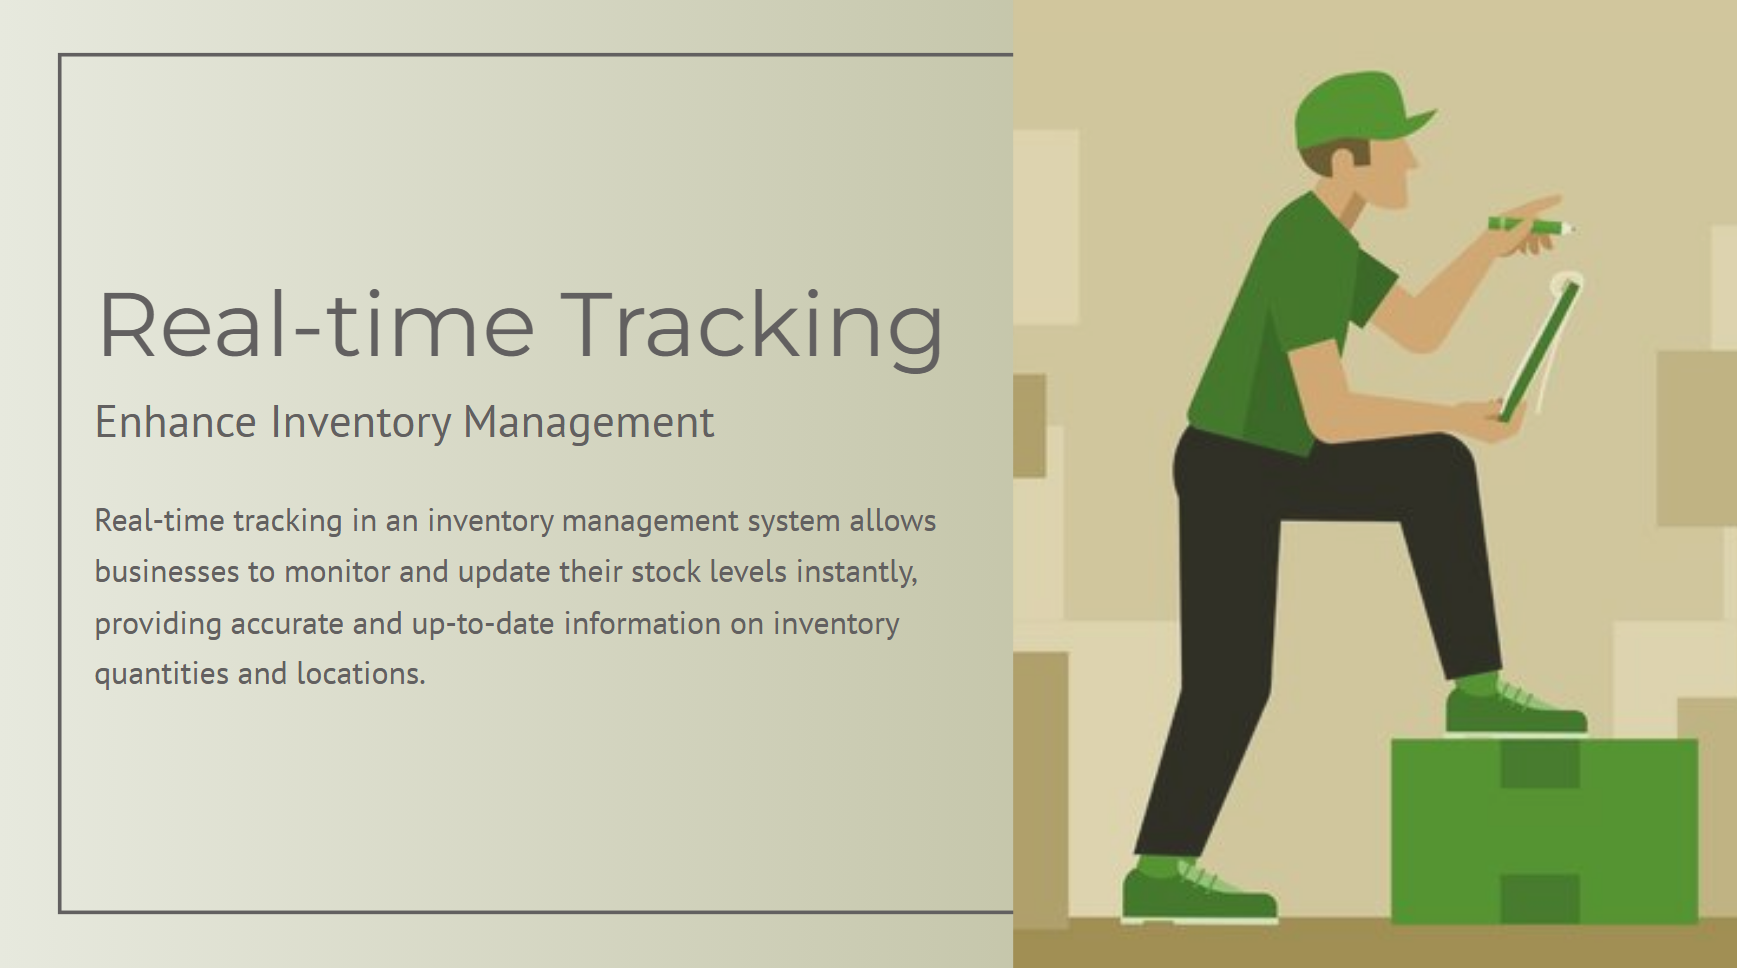 Real-time Tracking
Enhance Inventory Management
Real-time tracking in an inventory management system allows
businesses to monitor and update their stock levels instantly,
providing accurate and up-to-date information on inventory
quantities and locations.